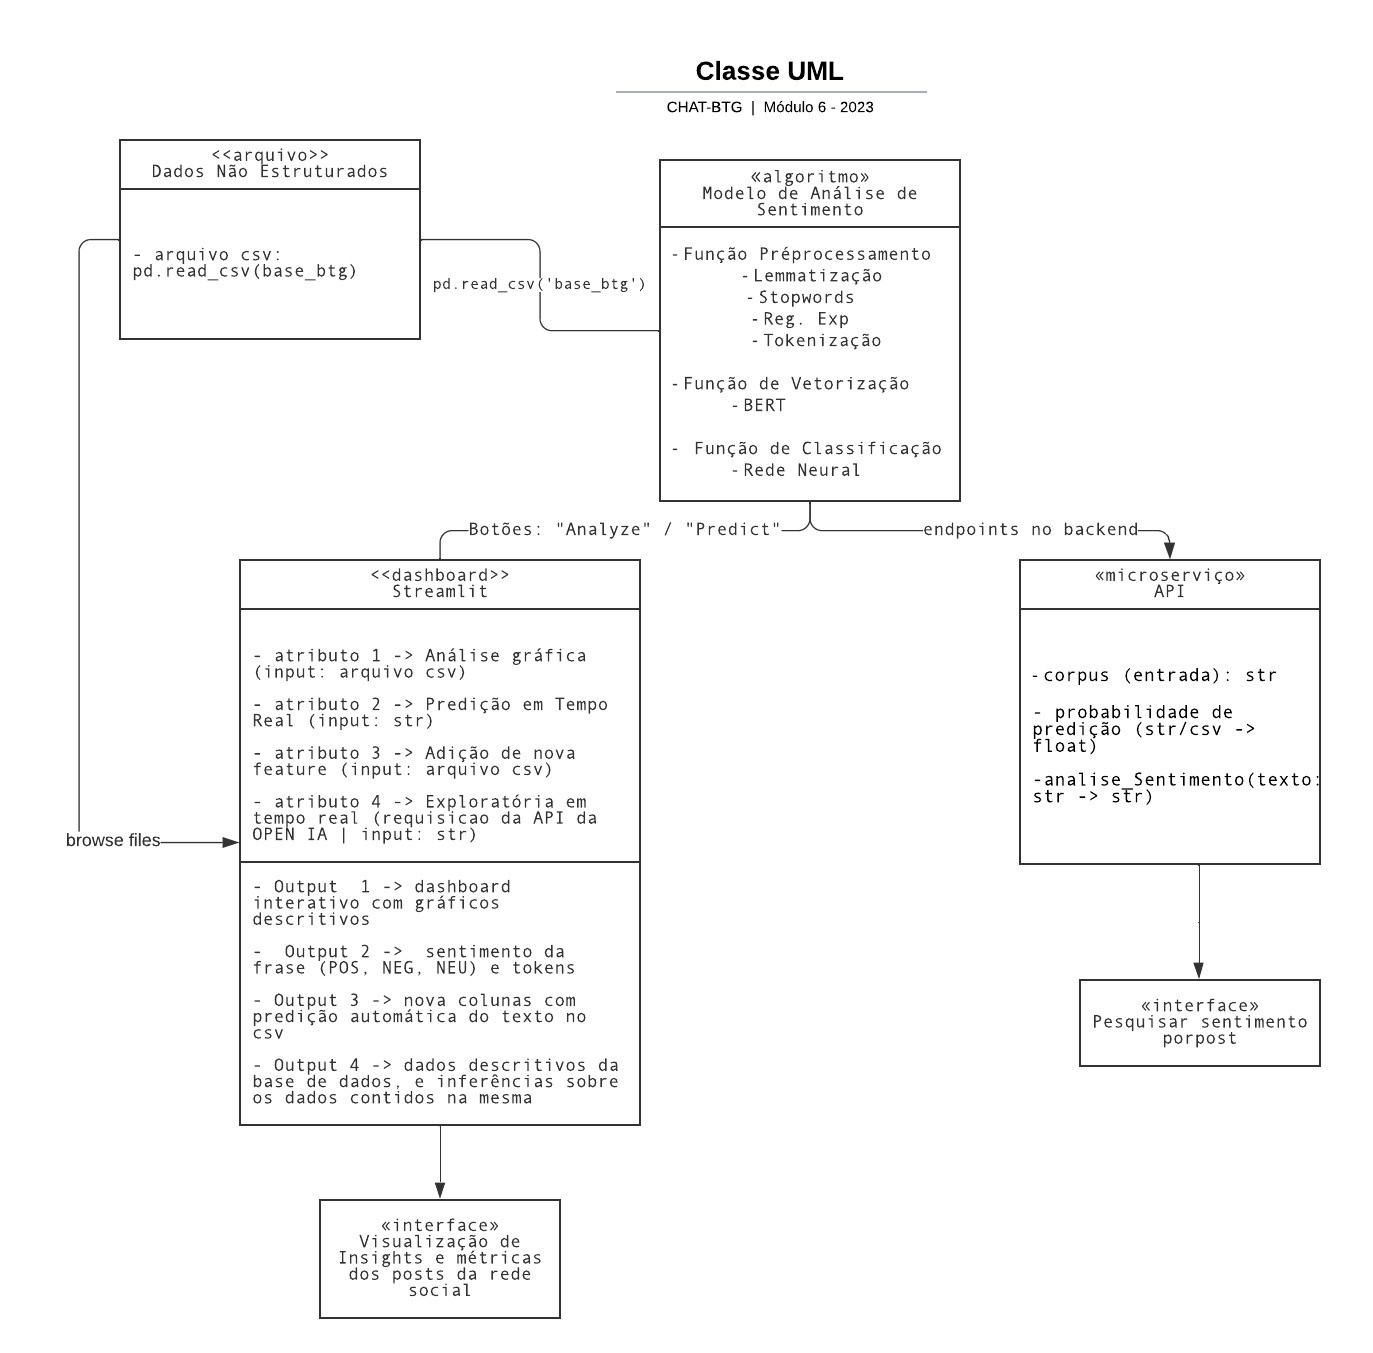 Classe UML
CHAT-BTG | Módulo 6 - 2023
<<arquivo>>
Dados Não Estruturados
- arquivo csv:
pd.read_csv(base_btg)
pd.read_csv('base_btg')
«algoritmo»
Modelo de Análise de
Sentimento
-Função Préprocessamento
-Lemmatização
-Stopwords
-Reg. Exp
-Tokenização
-Função de Vetorização
-BERT
- Função de Classificação
-Rede Neural
Botões: "Analyze" / "Predict"
endpoints no backend
<<dashboard>>
Streamlit
- atributo 1 -> Análise gráfica
(input: arquivo csv)
- atributo 2 -> Predição em Tempo
Real (input: str)
- atributo 3 -> Adição de nova
feature (input: arquivo csv)
- atributo 4 -> Exploratória em
tempo real (requisicao da API da
OPEN IA | input: str)
browse files
- Output  1 -> dashboard
interativo com gráficos
descritivos
-  Output 2 ->  sentimento da
frase (POS, NEG, NEU) e tokens
- Output 3 -> nova colunas com
predição automática do texto no
csv
- Output 4 -> dados descritivos da
base de dados, e inferências sobre
os dados contidos na mesma
«microserviço»
API
-corpus (entrada): str
- probabilidade de
predição (str/csv ->
float)
-analise_Sentimento(texto:
str -> str)
«interface»
Pesquisar sentimento
porpost
«interface»
Visualização de
Insights e métricas
dos posts da rede
social